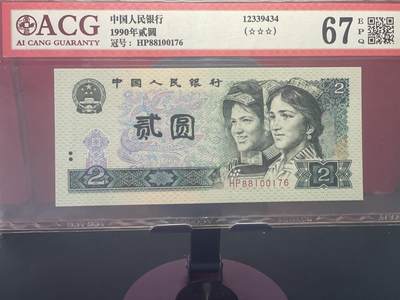 ACG
AI CANG GUARANTY
中国人民银行
1990年贰圆
冠号：HP88100176
12339434
(☆☆☆)
67 EPQ
中国人民银行
2
贰圆
HP88100176
2
2